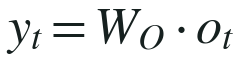 y_t = W_O · o_t